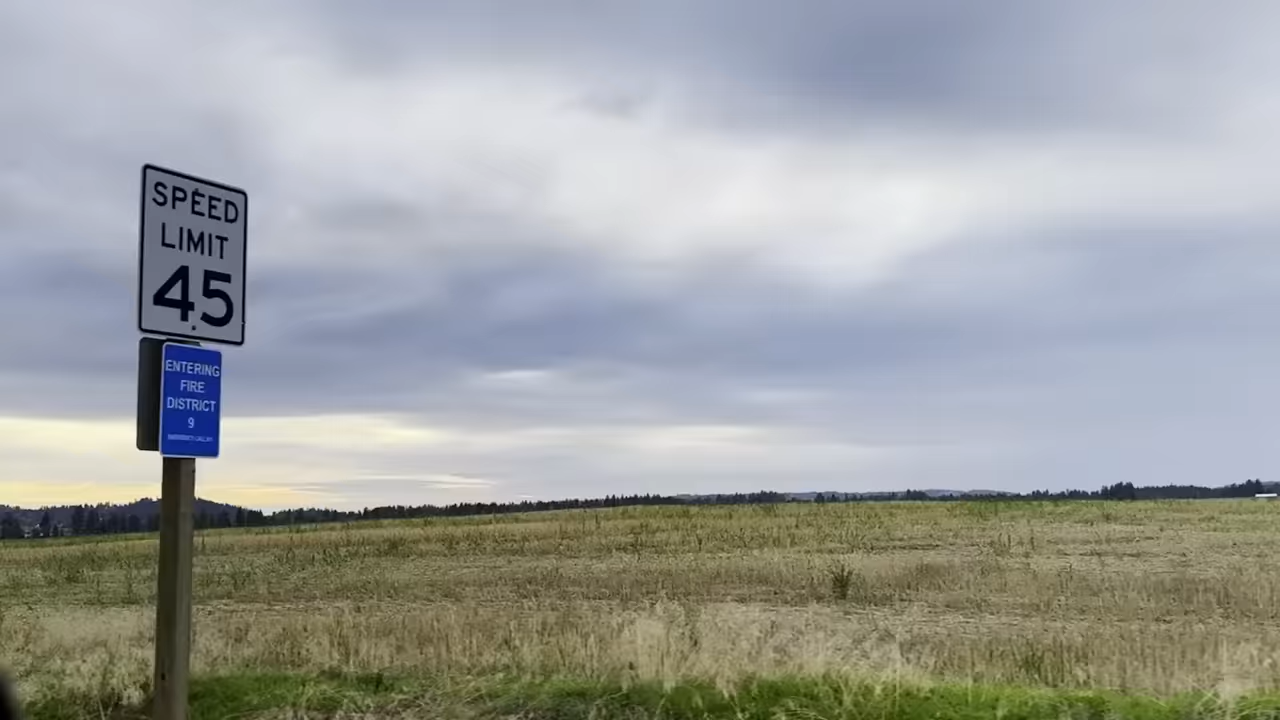 SPEED
LIMIT
45
ENTERING
FIRE
DISTRICT
9